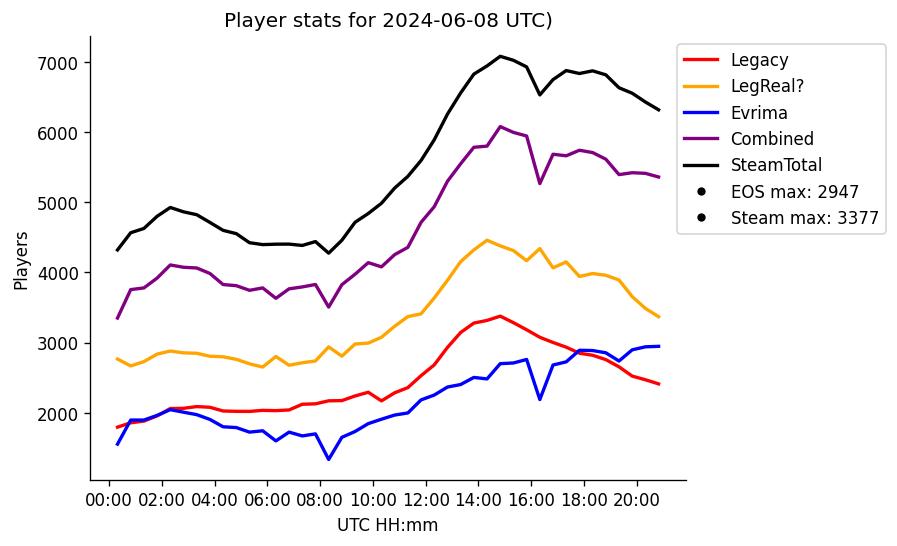 Player stats for 2024-06-08 UTC)
Legacy
LegReal?
Evrima
Combined
SteamTotal
EOS max: 2947
Steam max: 3377
7000
6000
5000
4000
3000
2000
Players
00:00 02:00 04:00 06:00 08:00 10:00 12:00 14:00 16:00 18:00 20:00
UTC HH:mm